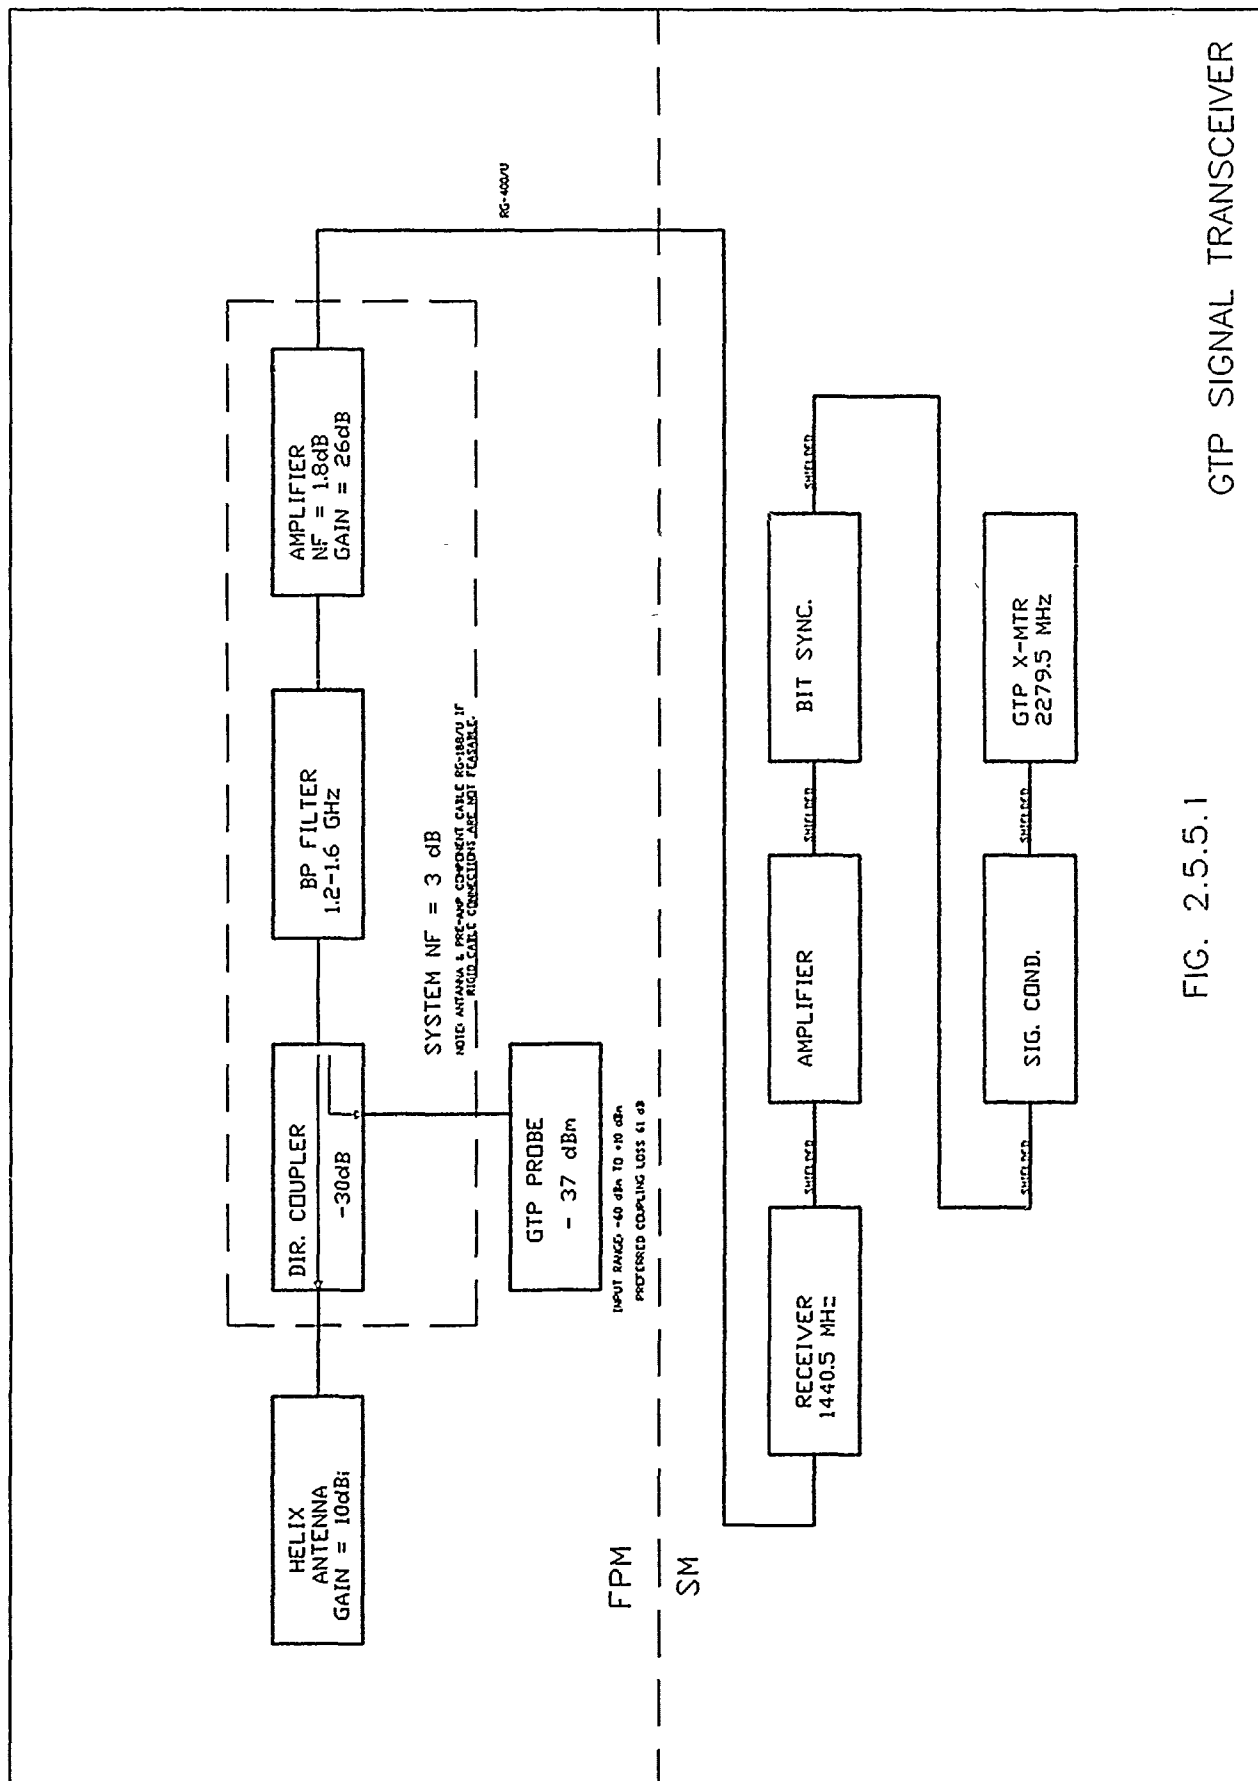 HELIX
ANTENNA
GAIN = 10dBi
DIR. COUPLER
-30dB
BP FILTER
1.2-1.6 GHz
AMPLIFIER
NF = 1.8dB
GAIN = 26dB
SYSTEM NF = 3 dB
NOTE: ANTANNA & PRE-AMP COMPONENT CABLE RG-188/U IF
RIGID CABLE CONNECTIONS ARE NOT FEASABLE.
RG-400/U
GTP PROBE
- 37 dBm
INPUT RANGE: -60 dBm TO +10 dBm
PREFERRED COUPLING LOSS 61 dB
FPM
SM
RECEIVER
1440.5 MHz
SHIELDED
AMPLIFIER
SHIELDED
BIT SYNC.
SHIELDED
SHIELDED
SIG. COND.
SHIELDED
GTP X-MTR
2279.5 MHz
FIG. 2.5.5.1
GTP SIGNAL TRANSCEIVER